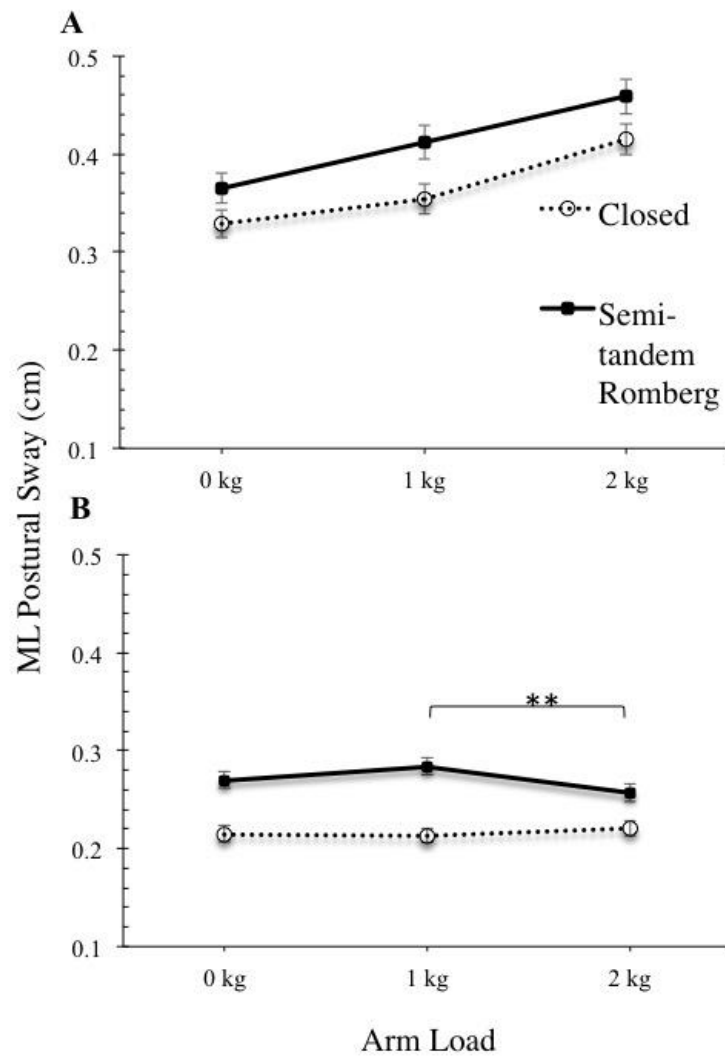 A
0.5
0.4
0.3
0.2
0.1
0 kg
1 kg
2 kg
Closed
Semi-
tandem
Romberg
ML Postural Sway (cm)
B
0.5
0.4
0.3
0.2
0.1
**
0 kg
1 kg
2 kg
Arm Load